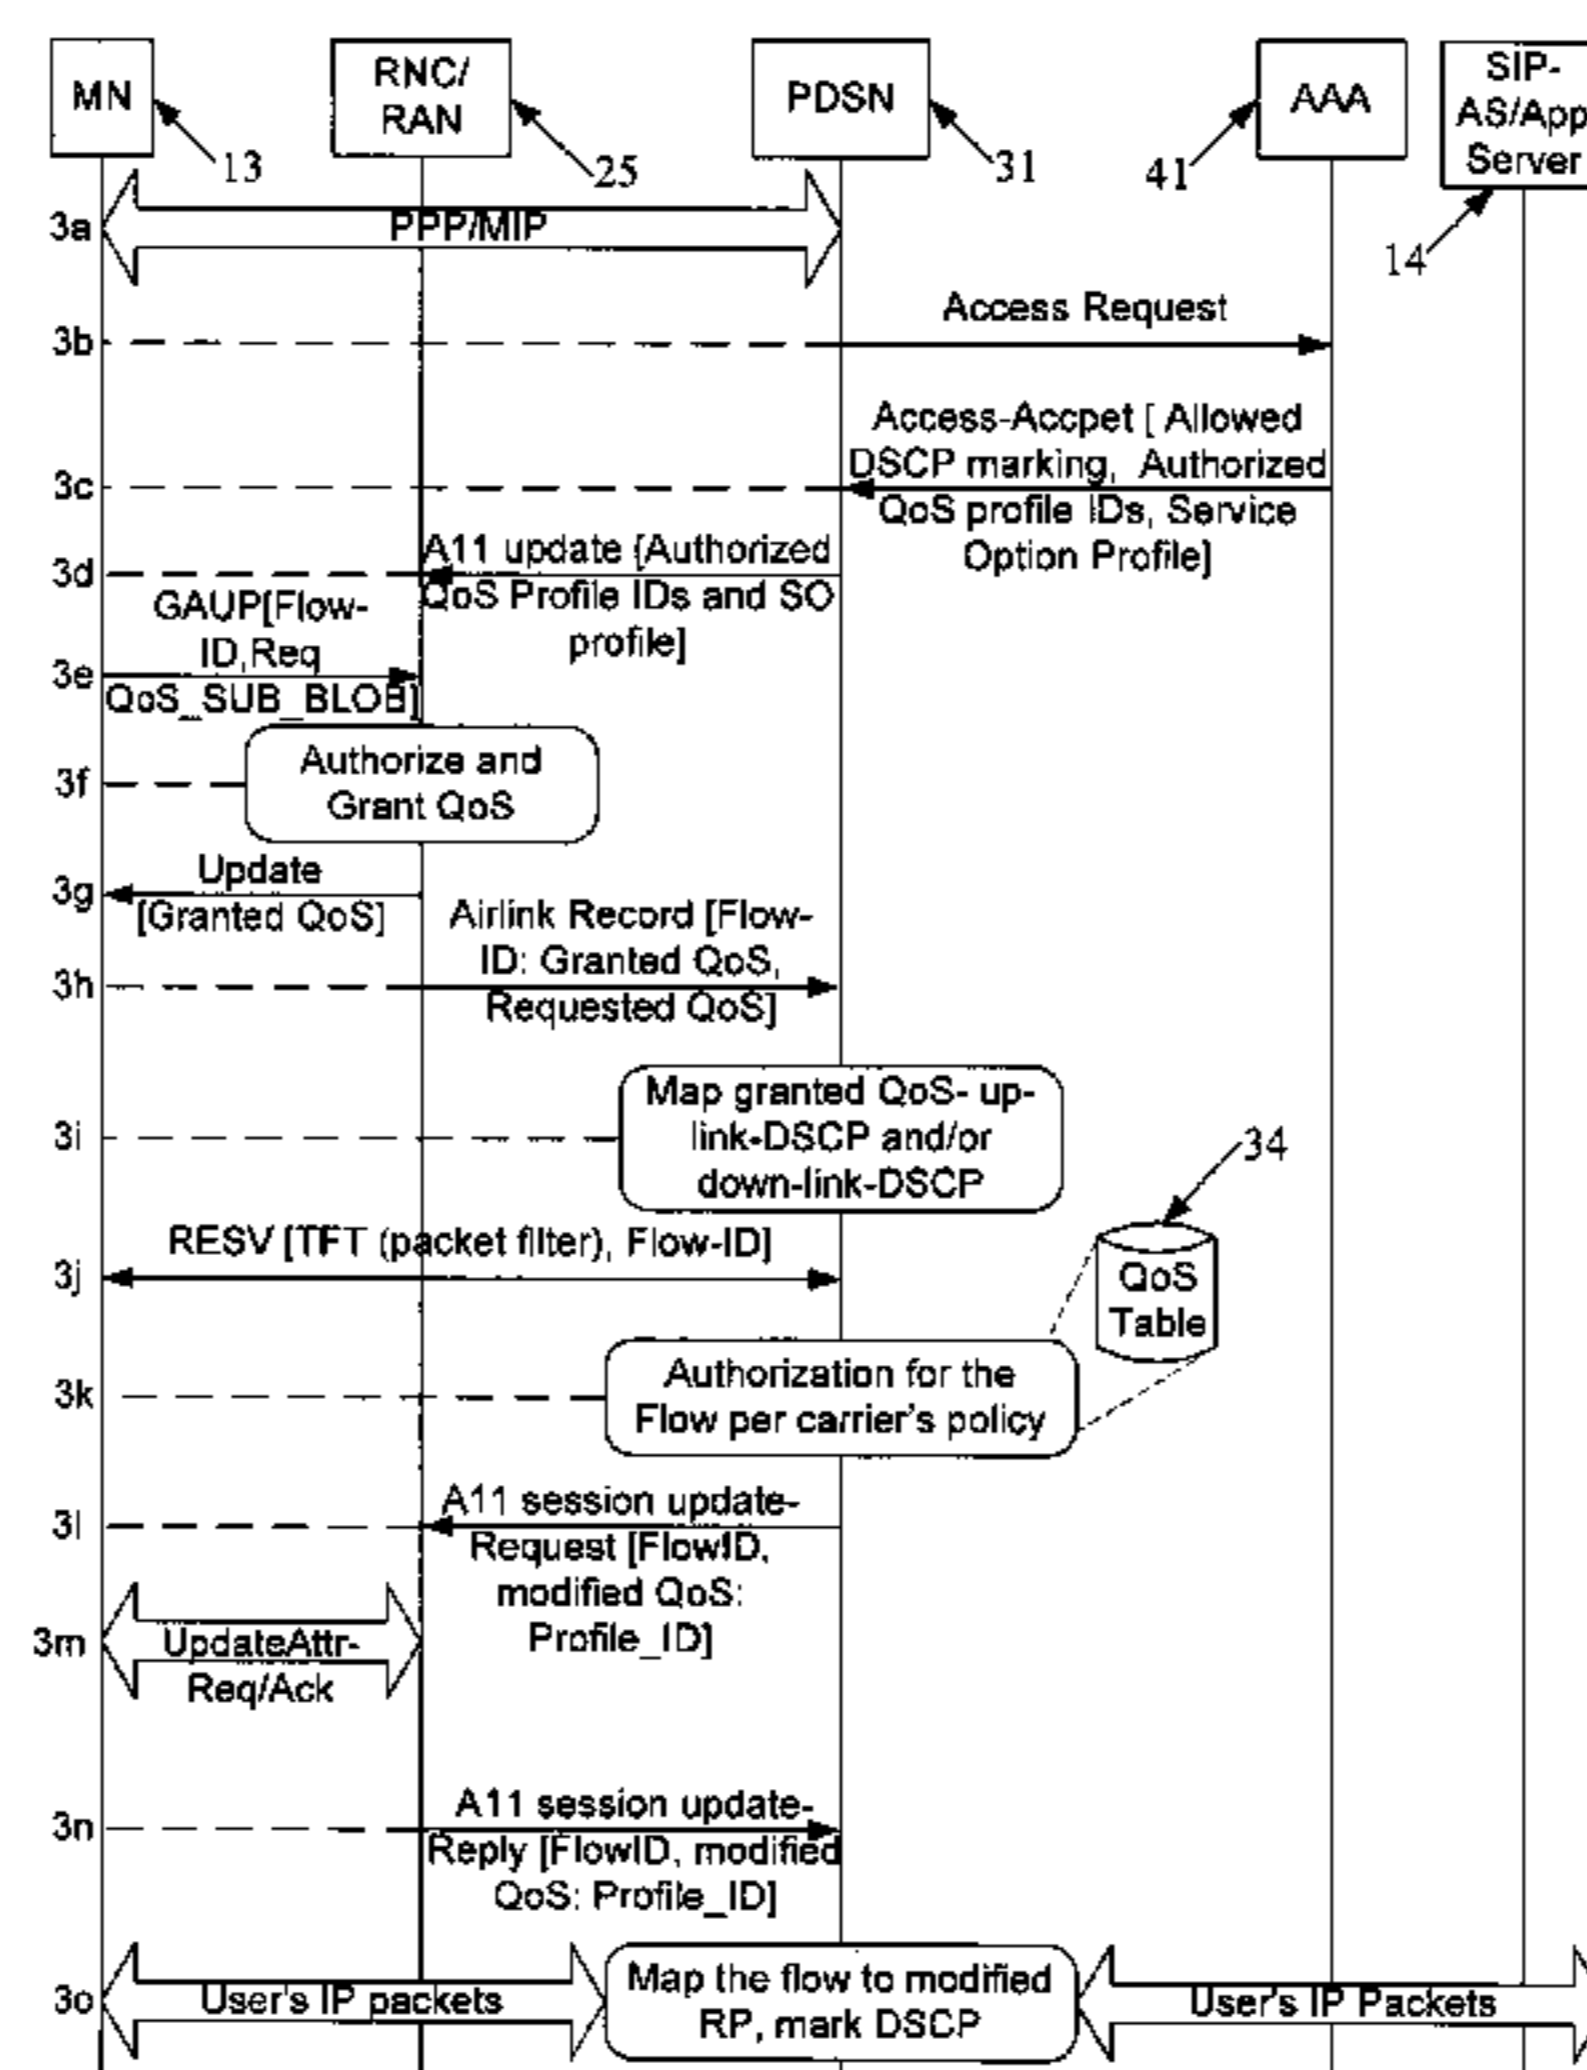 MN
RNC/
RAN
PDSN
AAA
SIP-
AS/App
Server
13
25
31
41
14
3a
PPP/MIP
3b
Access Request
3c
Access-Accpet [ Allowed
DSCP marking, Authorized
QoS profile IDs, Service
Option Profile]
3d
A11 update [Authorized
QoS Profile IDs and SO
profile]
3e
GAUP[Flow-
ID,Req
QoS_SUB_BLOB]
3f
Authorize and
Grant QoS
3g
Update
[Granted QoS]
3h
Airlink Record [Flow-
ID: Granted QoS,
Requested QoS]
3i
Map granted QoS- up-
link-DSCP and/or
down-link-DSCP
34
3j
RESV [TFT (packet filter), Flow-ID]
QoS
Table
3k
Authorization for the
Flow per carrier's policy
3l
A11 session update-
Request [FlowID,
modified QoS:
Profile_ID]
3m
UpdateAttr-
Req/Ack
3n
A11 session update-
Reply [FlowID, modified
QoS: Profile_ID]
3o
User's IP packets
Map the flow to modified
RP, mark DSCP
User's IP Packets